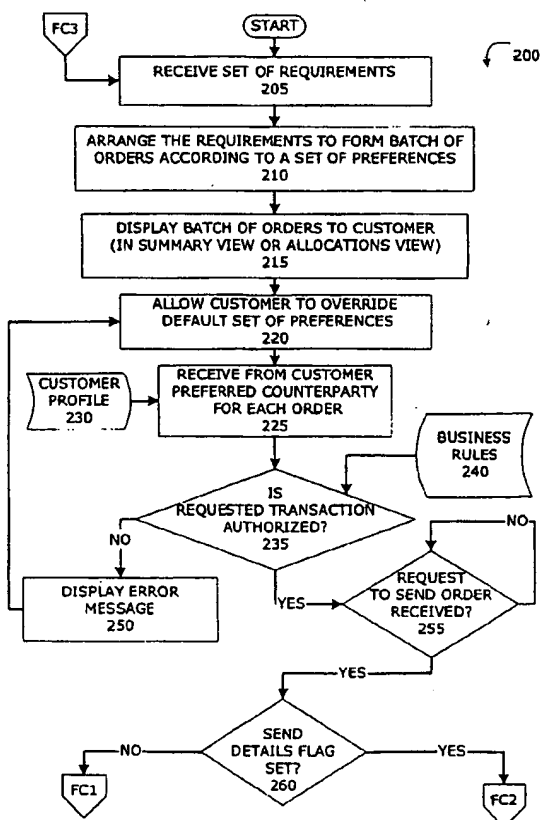 FC3
START
200
RECEIVE SET OF REQUIREMENTS
205
ARRANGE THE REQUIREMENTS TO FORM BATCH OF
ORDERS ACCORDING TO A SET OF PREFERENCES
210
DISPLAY BATCH OF ORDERS TO CUSTOMER
(IN SUMMARY VIEW OR ALLOCATIONS VIEW)
215
ALLOW CUSTOMER TO OVERRIDE
DEFAULT SET OF PREFERENCES
220
CUSTOMER
PROFILE
230
RECEIVE FROM CUSTOMER
PREFERRED COUNTERPARTY
FOR EACH ORDER
225
BUSINESS
RULES
240
IS
REQUESTED TRANSACTION
AUTHORIZED?
235
NO
NO
DISPLAY ERROR
MESSAGE
250
YES
REQUEST
TO SEND ORDER
RECEIVED?
255
YES
SEND
DETAILS FLAG
SET?
260
NO
YES
FC1
FC2